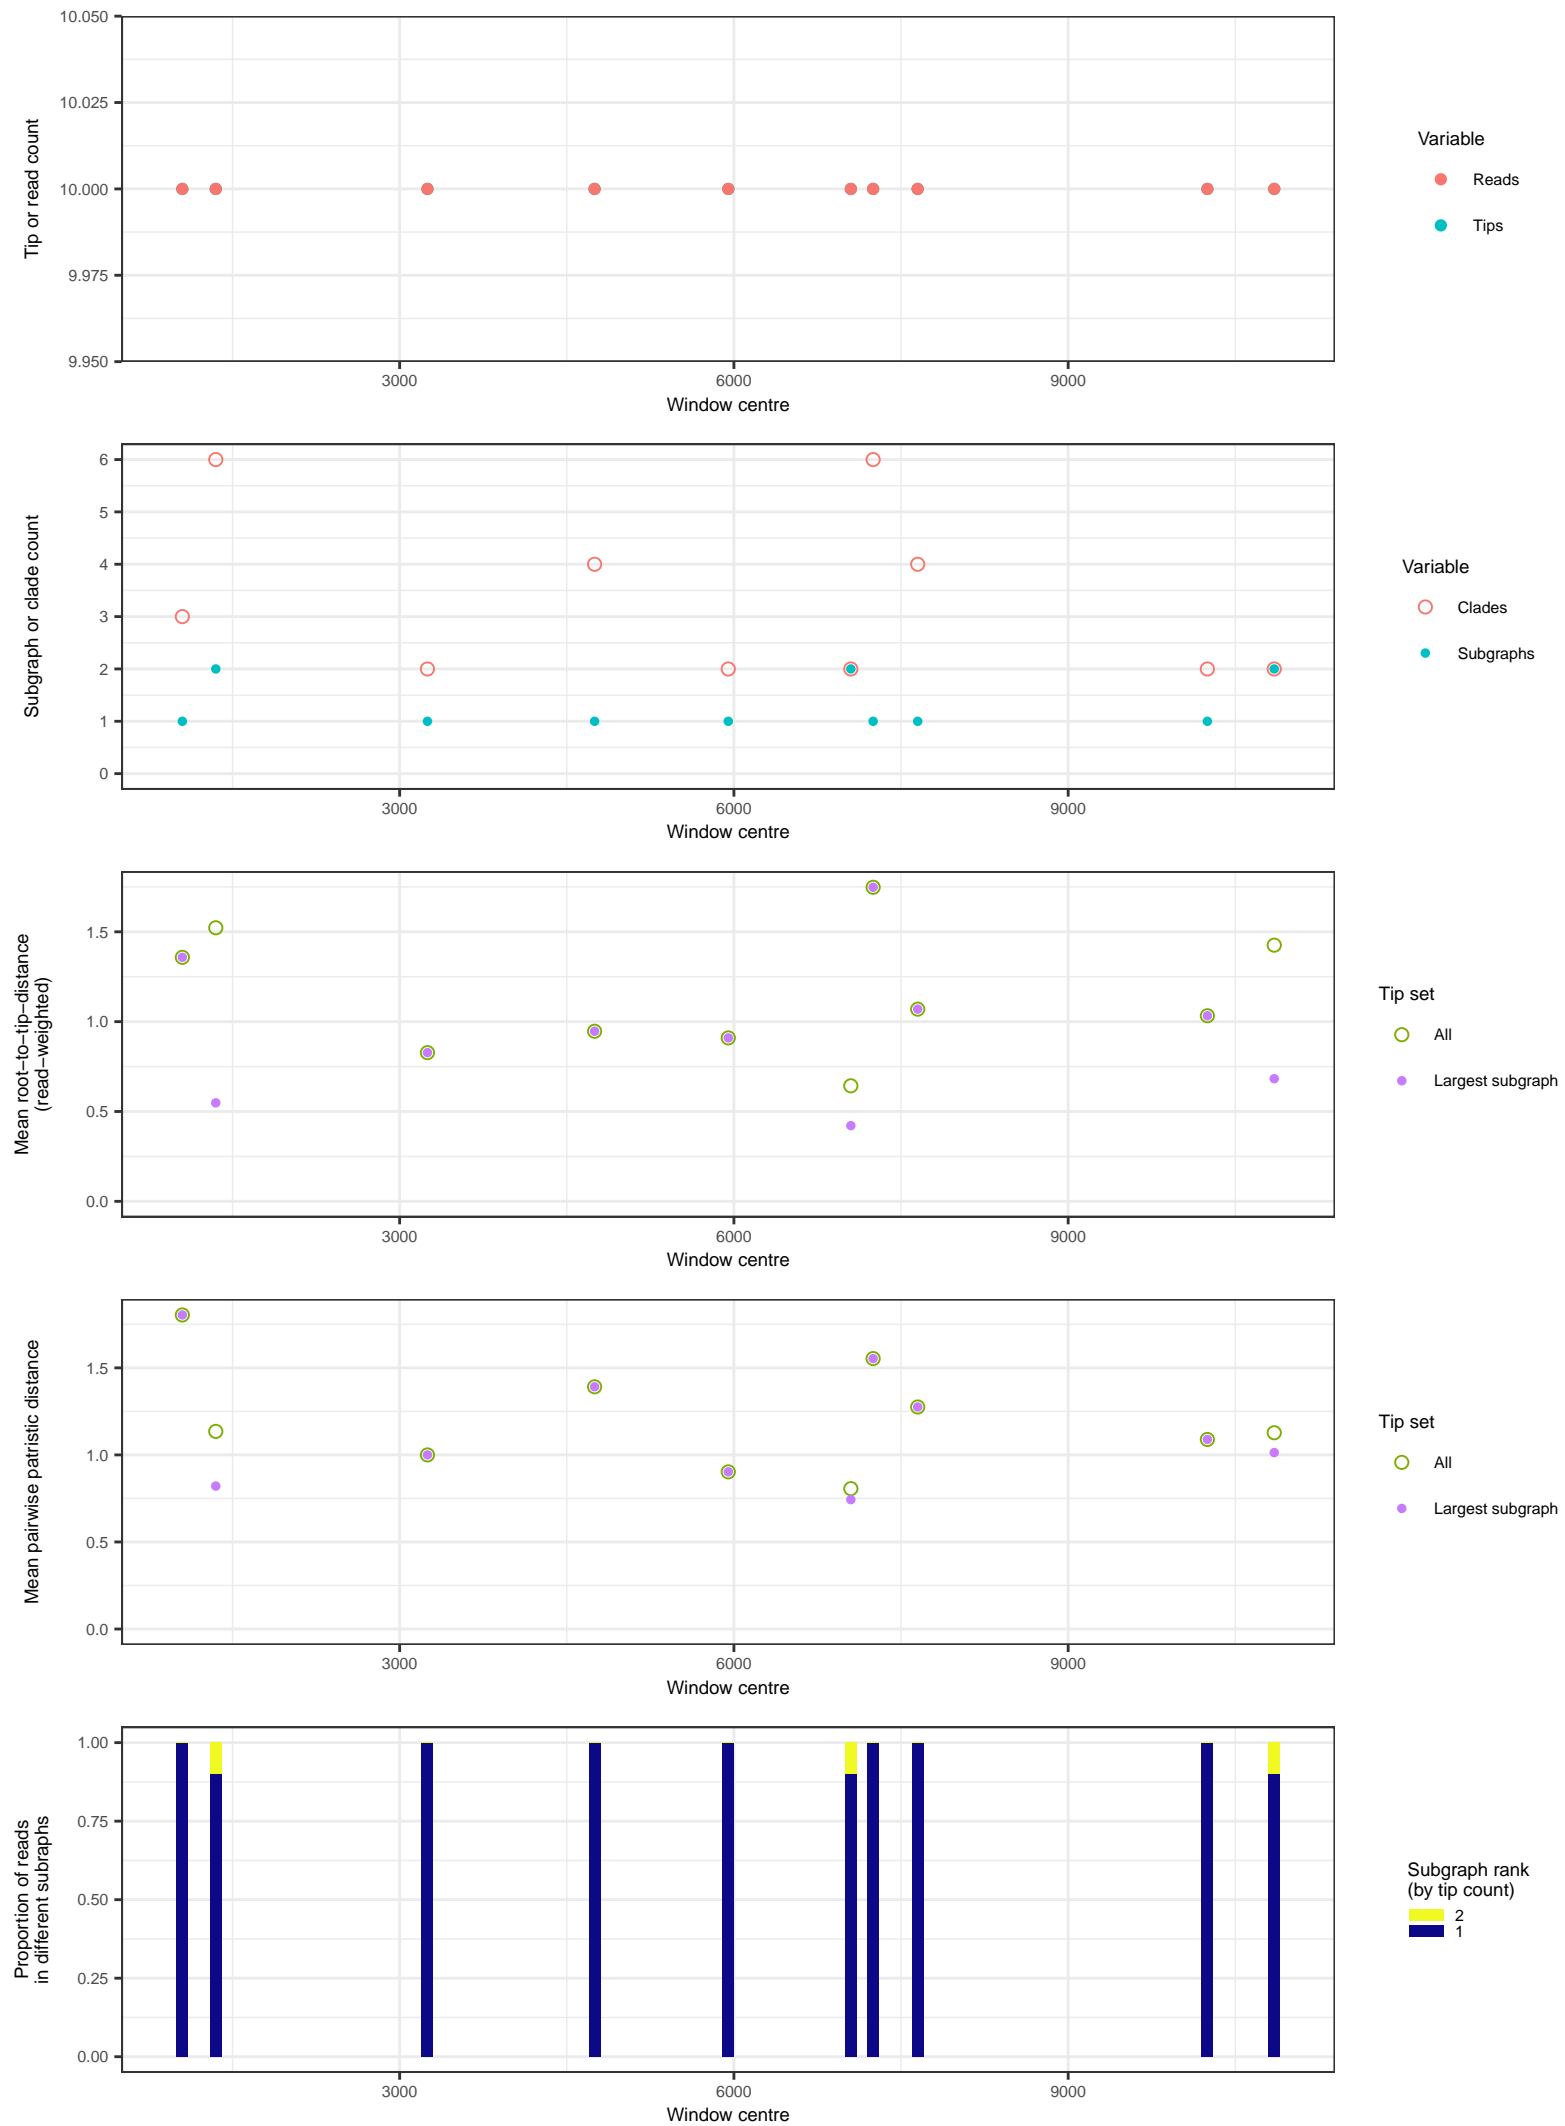 10.050
10.025
10.000
9.975
9.950
Tip or read count
3000 6000 9000
Window centre
Variable
Reads
Tips
6
5
4
3
2
1
0
Subgraph or clade count
3000 6000 9000
Window centre
Variable
Clades
Subgraphs
1.5
1.0
0.5
0.0
Mean root−to−tip−distance
(read−weighted)
3000 6000 9000
Window centre
Tip set
All
Largest subgraph
1.5
1.0
0.5
0.0
Mean pairwise patristic distance
3000 6000 9000
Window centre
Tip set
All
Largest subgraph
1.00
0.75
0.50
0.25
0.00
Proportion of reads
in different subraphs
3000 6000 9000
Window centre
Subgraph rank
(by tip count)
2
1